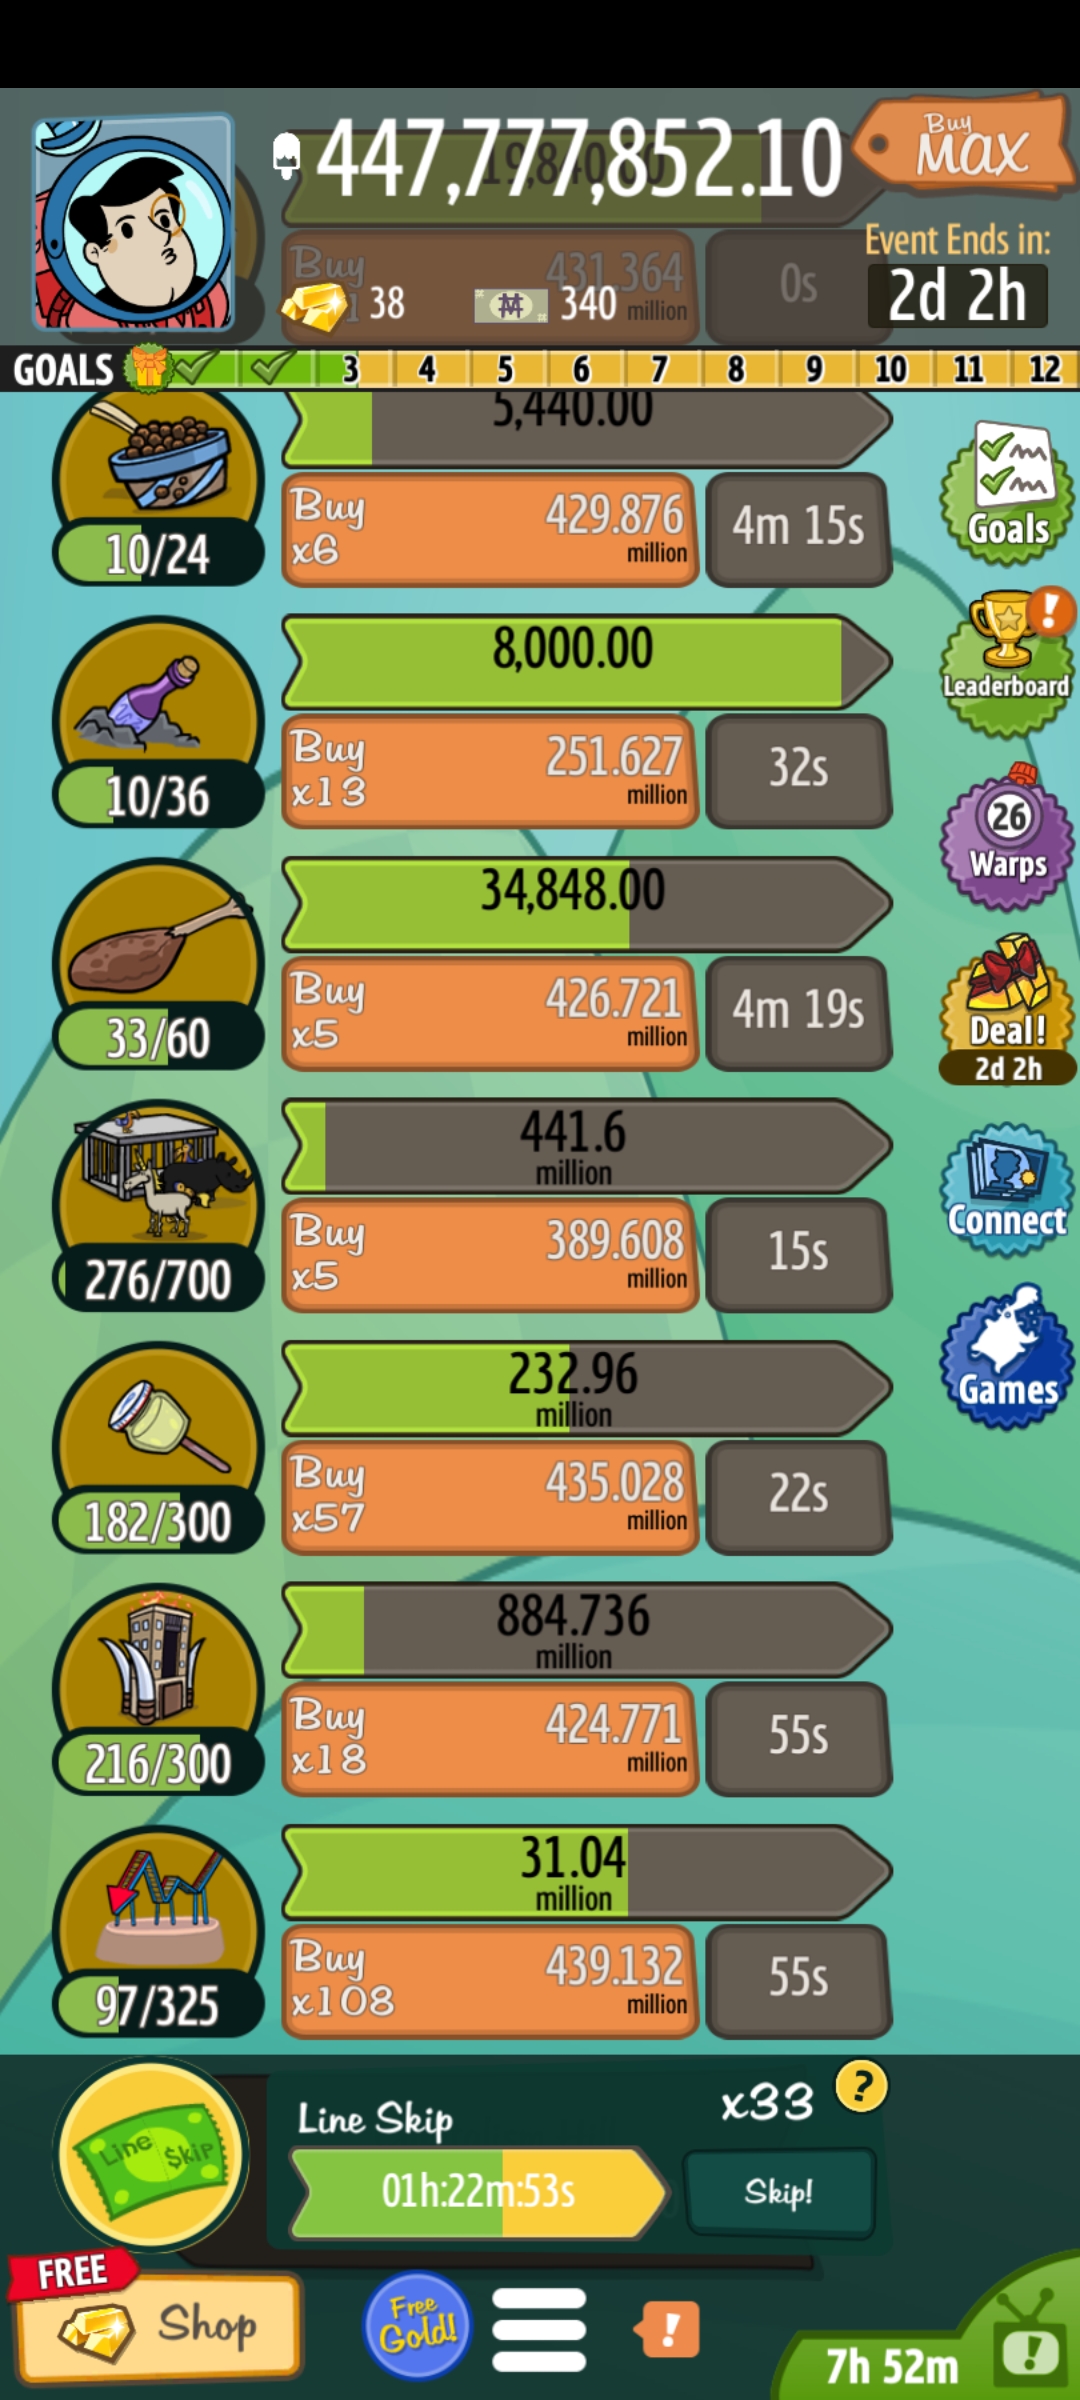 447,777,852.10
Buy
MAX
19,840.00
Event Ends in:
2d 2h
Buy
431.364
million
0s
38
340
GOALS 3 4 5 6 7 8 9 10 11 12
5,440.00
Buy
x6
429.876
million
4m 15s
10/24
Goals
8,000.00
Buy
x13
251.627
million
32s
10/36
!
Leaderboard
34,848.00
Buy
x5
426.721
million
4m 19s
33/60
26
Warps
Deal!
2d 2h
441.6
million
Buy
x5
389.608
million
15s
276/700
Connect
232.96
million
Buy
x57
435.028
million
22s
182/300
Games
884.736
million
Buy
x18
424.771
million
55s
216/300
31.04
million
Buy
x108
439.132
million
55s
97/325
Line $kip
Line Skip
x33
?
01h:22m:53s
Skip!
FREE
Shop
Free
Gold!
!
7h 52m
!